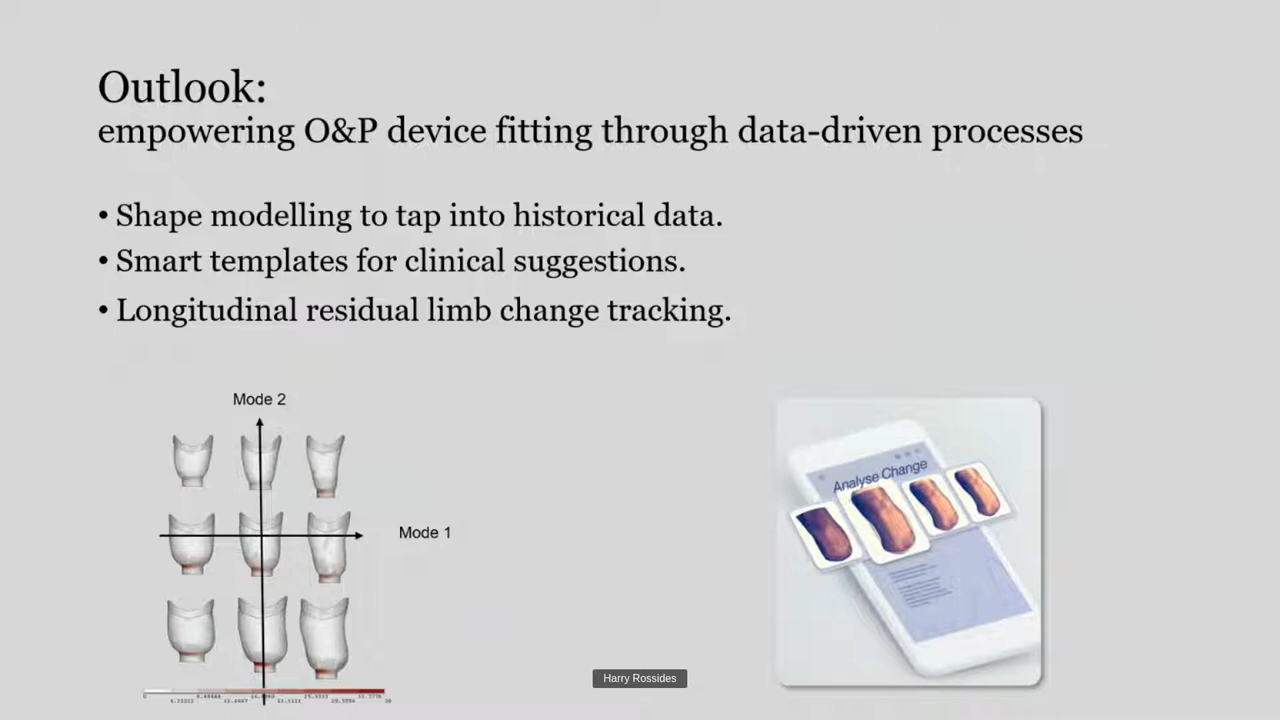 Outlook:
empowering O&P device fitting through data-driven processes
• Shape modelling to tap into historical data.
• Smart templates for clinical suggestions.
• Longitudinal residual limb change tracking.
Mode 2
Mode 1
Analyse Change
Harry Rossides